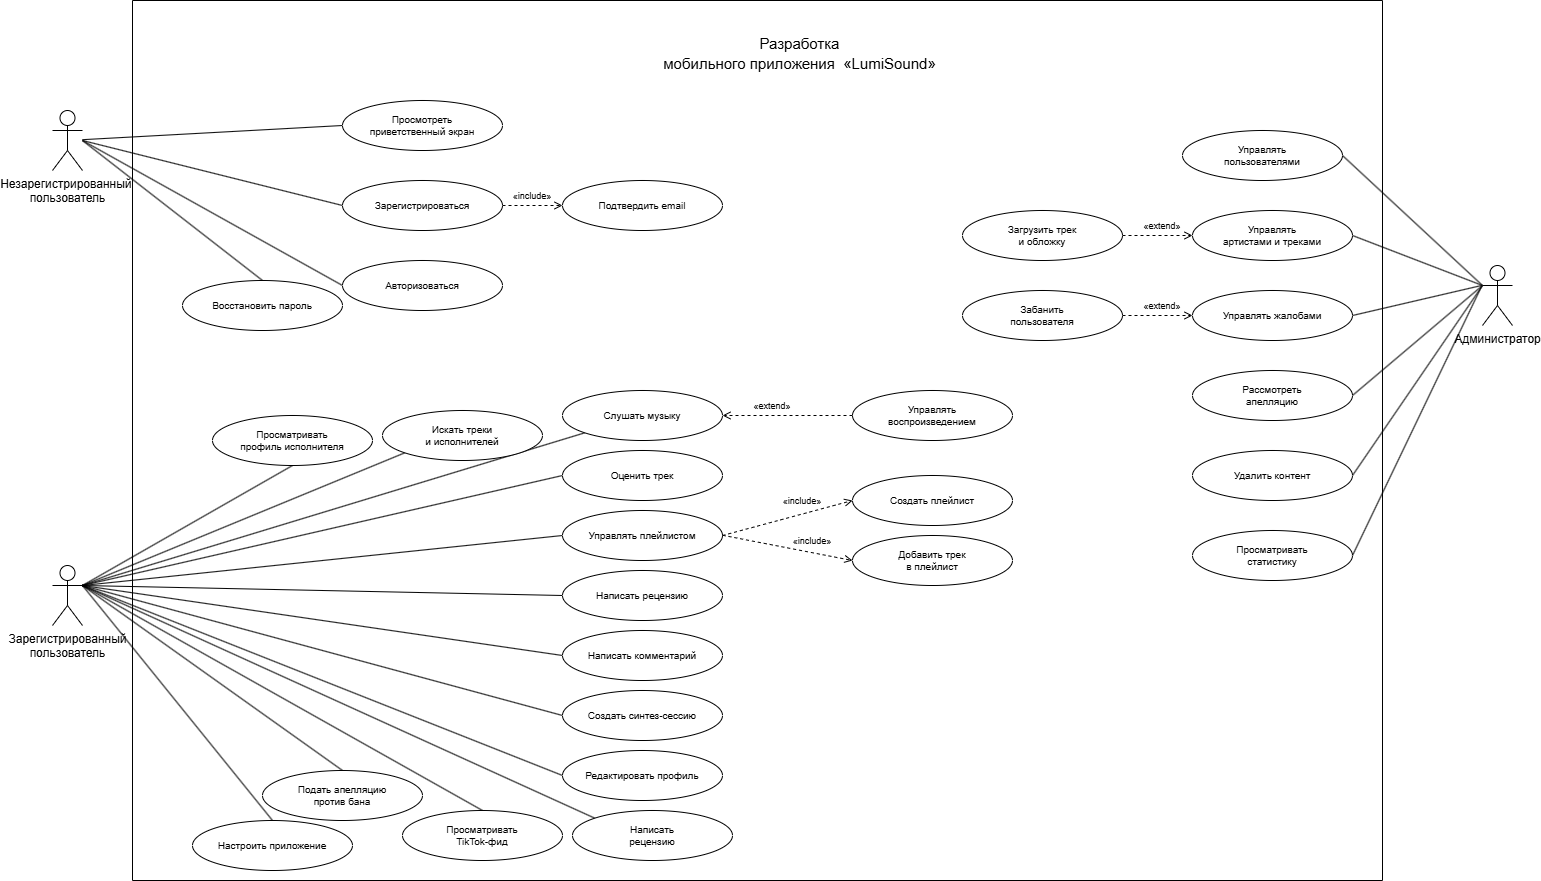 Разработка
мобильного приложения «LumiSound»
Просмотреть
приветственный экран
Незарегистрированный
пользователь
Зарегистрироваться
«include»
Подтвердить email
Авторизоваться
Восстановить пароль
Управлять
пользователями
Загрузить трек
и обложку
«extend»
Управлять
артистами и треками
Забанить
пользователя
«extend»
Управлять жалобами
Администратор
Рассмотреть
апелляцию
Удалить контент
Просматривать
статистику
Просматривать
профиль исполнителя
Искать треки
и исполнителей
Слушать музыку
«extend»
Управлять
воспроизведением
Оценить трек
Управлять плейлистом
«include»
Создать плейлист
«include»
Добавить трек
в плейлист
Написать рецензию
Зарегистрированный
пользователь
Написать комментарий
Создать синтез-сессию
Редактировать профиль
Подать апелляцию
против бана
Настроить приложение
Просматривать
TikTok-фид
Написать
рецензию